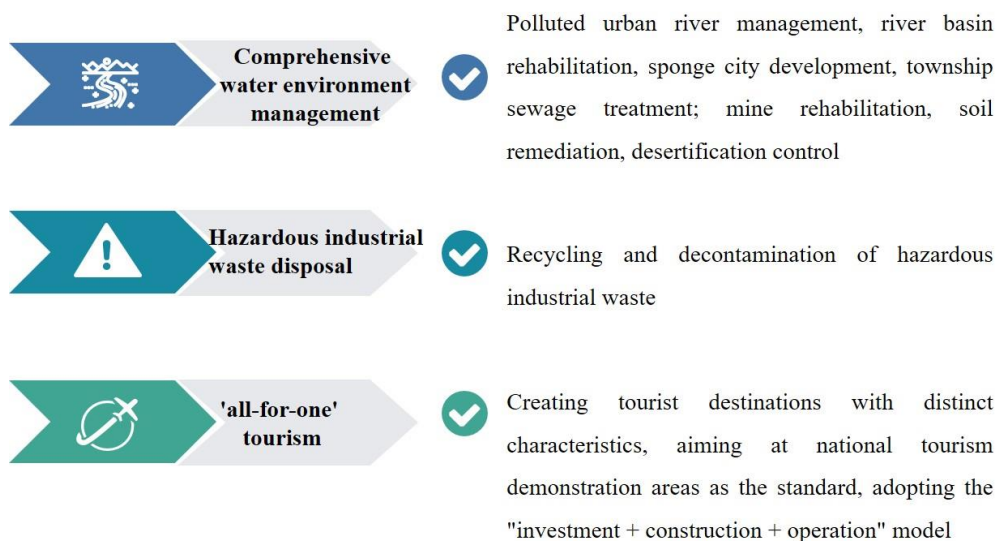 Comprehensive
water environment
management
Polluted urban river management, river basin
rehabilitation, sponge city development, township
sewage treatment; mine rehabilitation, soil
remediation, desertification control
Hazardous industrial
waste disposal
Recycling and decontamination of hazardous
industrial waste
'all-for-one'
tourism
Creating tourist destinations with distinct
characteristics, aiming at national tourism
demonstration areas as the standard, adopting the
"investment + construction + operation" model